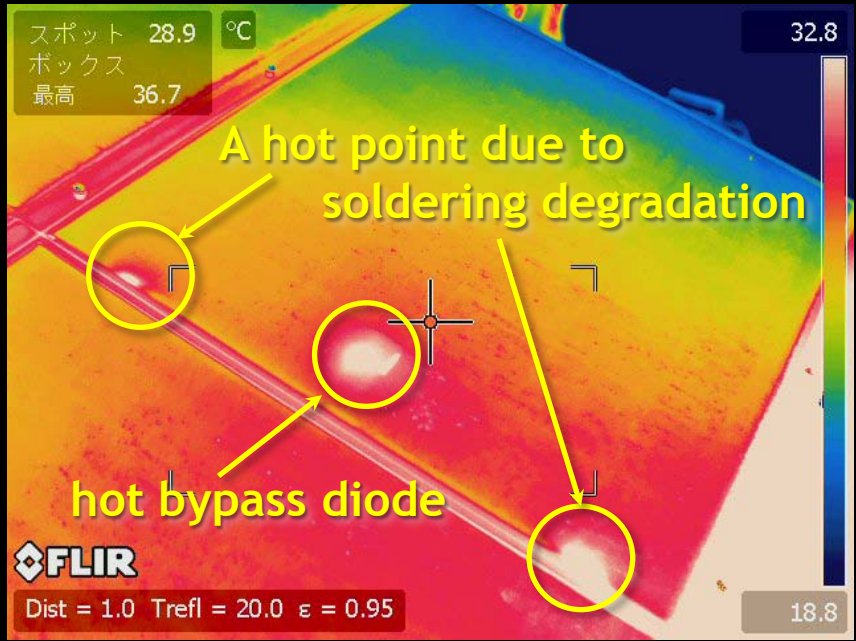 スポット 28.9 ℃
ボックス
最高 36.7
32.8
A hot point due to
soldering degradation
hot bypass diode
FLIR
Dist = 1.0 Trefl = 20.0 ε = 0.95
18.8